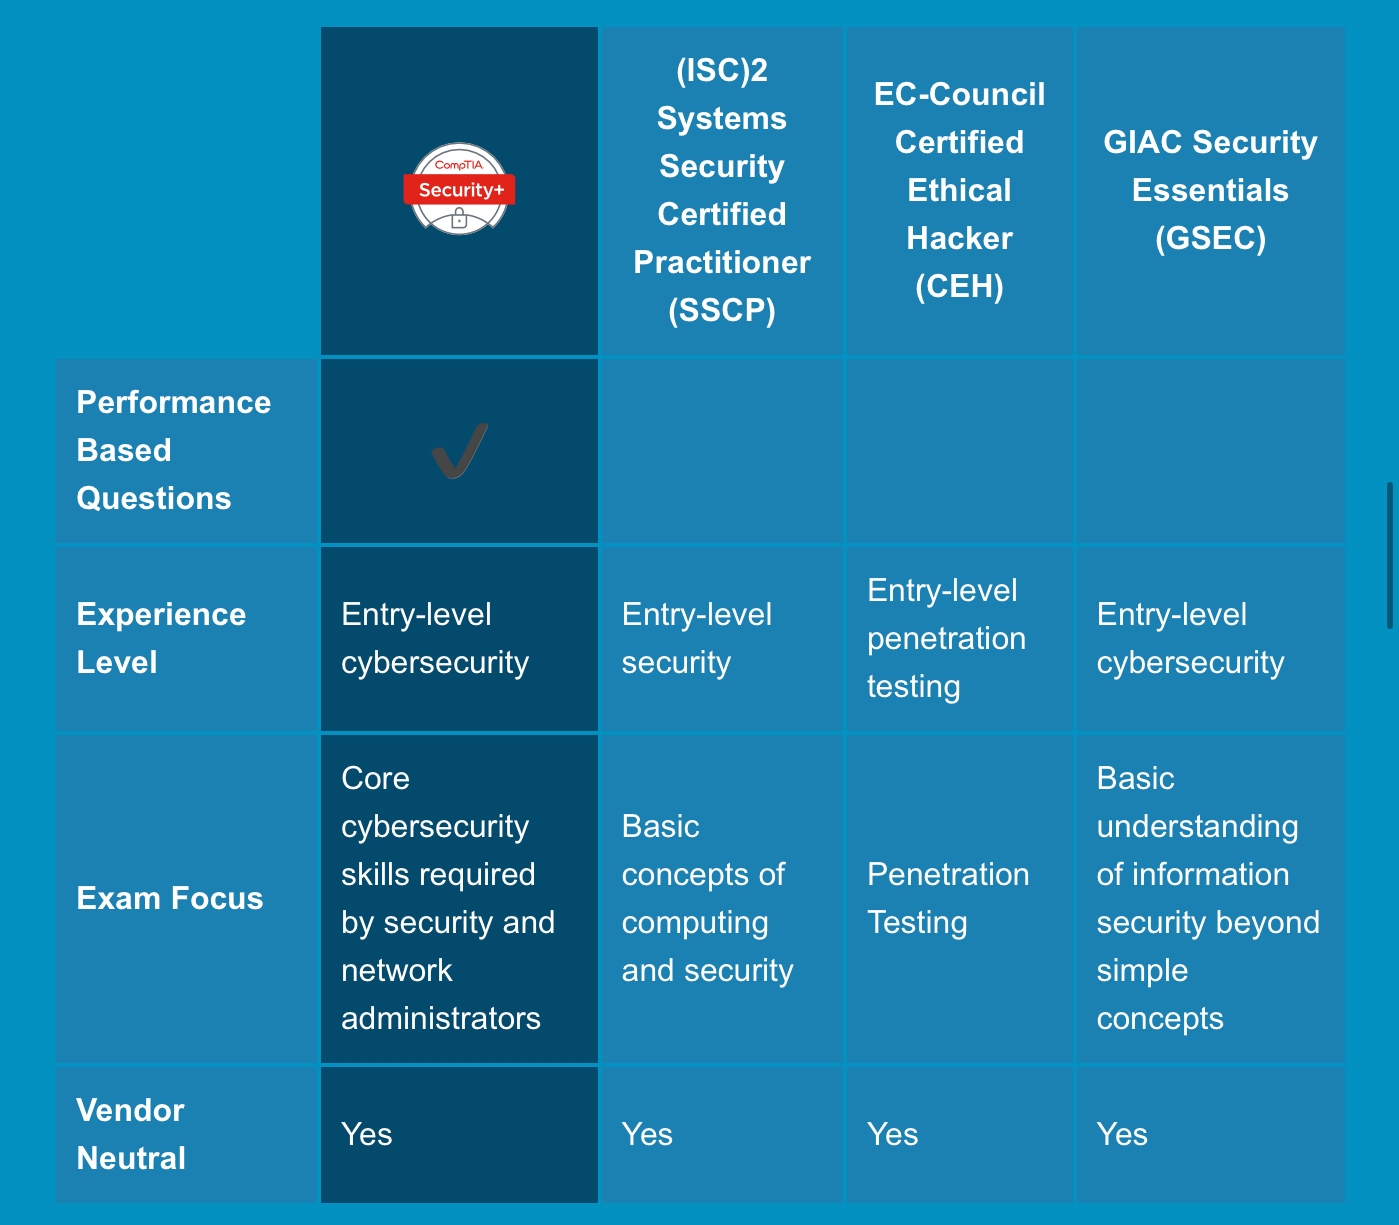 CompTIA
Security+
(ISC)2
Systems
Security
Certified
Practitioner
(SSCP)
EC-Council
Certified
Ethical
Hacker
(CEH)
GIAC Security
Essentials
(GSEC)
Performance
Based
Questions
Experience
Level
Entry-level
cybersecurity
Entry-level
security
Entry-level
penetration
testing
Entry-level
cybersecurity
Exam Focus
Core
cybersecurity
skills required
by security and
network
administrators
Basic
concepts of
computing
and security
Penetration
Testing
Basic
understanding
of information
security beyond
simple
concepts
Vendor
Neutral
Yes
Yes
Yes
Yes